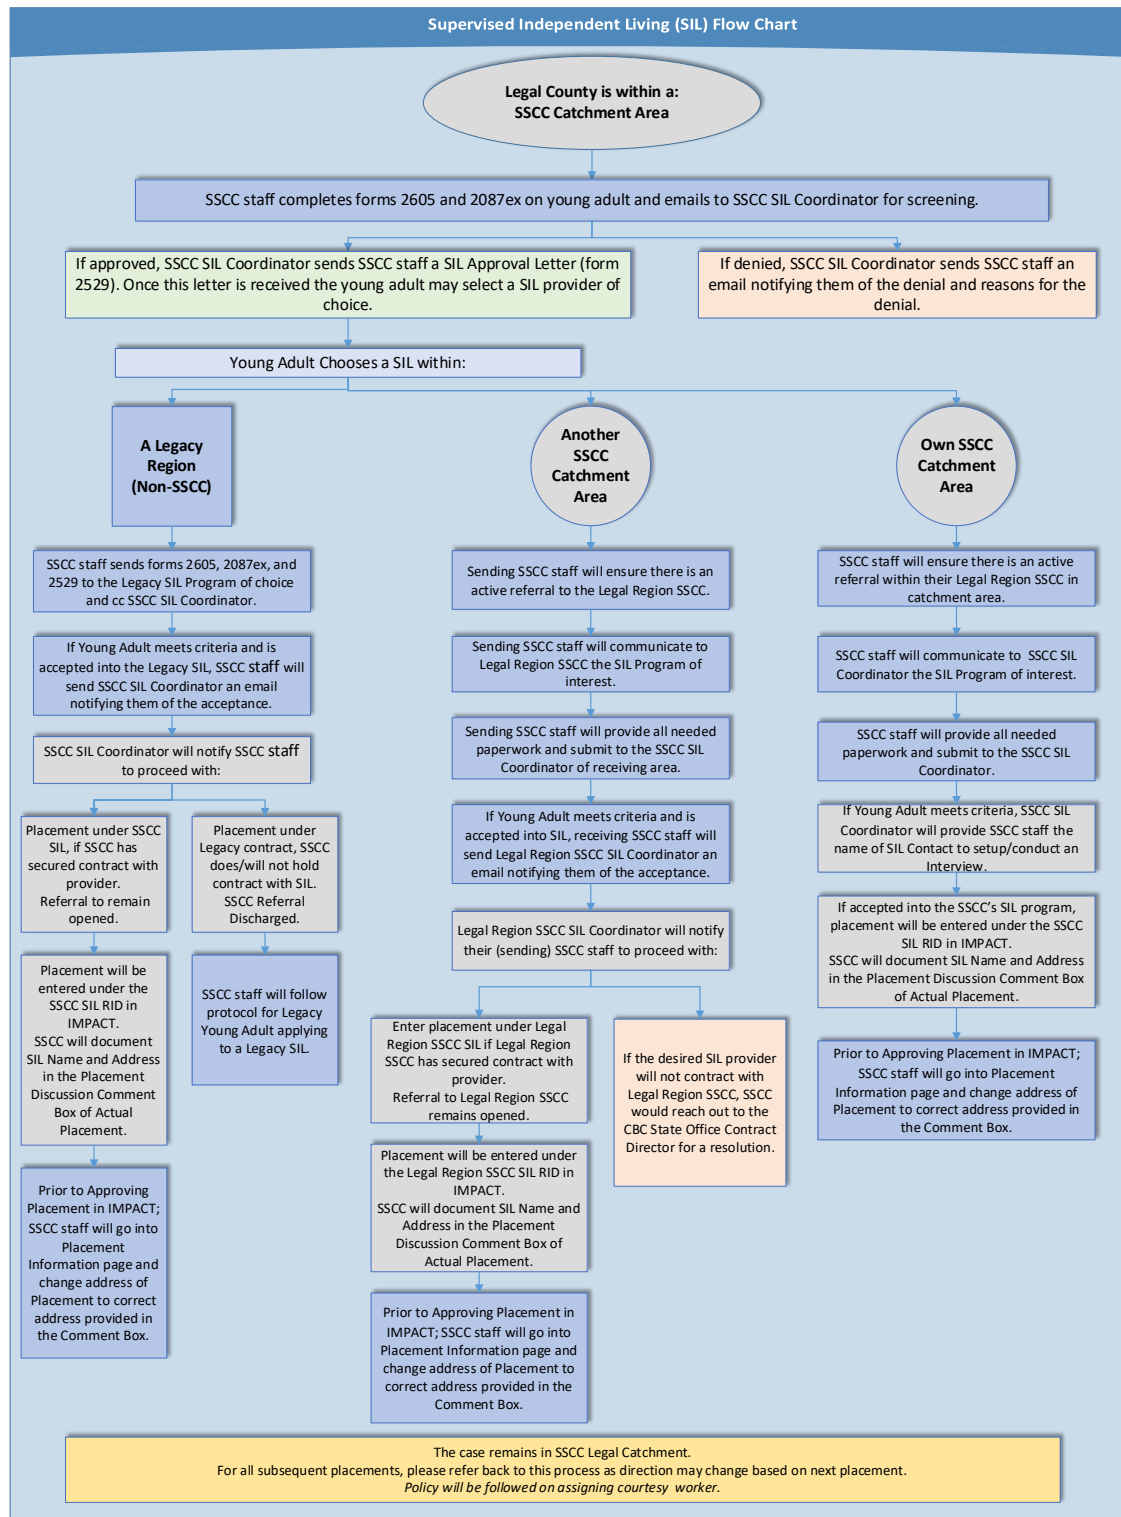 Supervised Independent Living (SIL) Flow Chart
Legal County is within a:
SSCC Catchment Area
SSCC staff completes forms 2605 and 2087ex on young adult and emails to SSCC SIL Coordinator for screening.
If approved, SSCC SIL Coordinator sends SSCC staff a SIL Approval Letter (form
2529). Once this letter is received the young adult may select a SIL provider of
choice.
If denied, SSCC SIL Coordinator sends SSCC staff an
email notifying them of the denial and reasons for the
denial.
Young Adult Chooses a SIL within:
A Legacy
Region
(Non-SSCC)
Another
SSCC
Catchment
Area
Own SSCC
Catchment
Area
SSCC staff sends forms 2605, 2087ex, and
2529 to the Legacy SIL Program of choice
and cc SSCC SIL Coordinator.
If Young Adult meets criteria and is
accepted into the Legacy SIL, SSCC staff will
send SSCC SIL Coordinator an email
notifying them of the acceptance.
SSCC SIL Coordinator will notify SSCC staff
to proceed with:
Placement under SSCC
SIL, if SSCC has
secured contract with
provider.
Referral to remain
opened.
Placement under
Legacy contract, SSCC
does/will not hold
contract with SIL.
SSCC Referral
Discharged.
Placement will be
entered under the
SSCC SIL RID in
IMPACT.
SSCC will document
SIL Name and Address
in the Placement
Discussion Comment
Box of Actual
Placement.
SSCC staff will follow
protocol for Legacy
Young Adult applying
to a Legacy SIL.
Prior to Approving
Placement in IMPACT;
SSCC staff will go into
Placement
Information page and
change address of
Placement to correct
address provided in
the Comment Box.
Sending SSCC staff will ensure there is an
active referral to the Legal Region SSCC.
Sending SSCC staff will communicate to
Legal Region SSCC the SIL Program of
interest.
Sending SSCC staff will provide all needed
paperwork and submit to the SSCC SIL
Coordinator of receiving area.
If Young Adult meets criteria and is
accepted into SIL, receiving SSCC staff will
send Legal Region SSCC SIL Coordinator an
email notifying them of the acceptance.
Legal Region SSCC SIL Coordinator will notify
their (sending) SSCC staff to proceed with:
Enter placement under Legal
Region SSCC SIL if Legal Region
SSCC has secured contract with
provider.
Referral to Legal Region SSCC
remains opened.
If the desired SIL provider
will not contract with
Legal Region SSCC, SSCC
would reach out to the
CBC State Office Contract
Director for a resolution.
Placement will be entered under
the Legal Region SSCC SIL RID in
IMPACT.
SSCC will document SIL Name and
Address in the Placement
Discussion Comment Box of
Actual Placement.
Prior to Approving Placement in
IMPACT; SSCC staff will go into
Placement Information page and
change address of Placement to
correct address provided in the
Comment Box.
SSCC staff will ensure there is an active
referral within their Legal Region SSCC in
catchment area.
SSCC staff will communicate to SSCC SIL
Coordinator the SIL Program of interest.
SSCC staff will provide all needed
paperwork and submit to the SSCC SIL
Coordinator.
If Young Adult meets criteria, SSCC SIL
Coordinator will provide SSCC staff the
name of SIL Contact to setup/conduct an
Interview.
If accepted into the SSCC's SIL program,
placement will be entered under the SSCC
SIL RID in IMPACT.
SSCC will document SIL Name and Address
in the Placement Discussion Comment Box
of Actual Placement.
Prior to Approving Placement in IMPACT;
SSCC staff will go into Placement
Information page and change address of
Placement to correct address provided in
the Comment Box.
The case remains in SSCC Legal Catchment.
For all subsequent placements, please refer back to this process as direction may change based on next placement.
Policy will be followed on assigning courtesy worker.